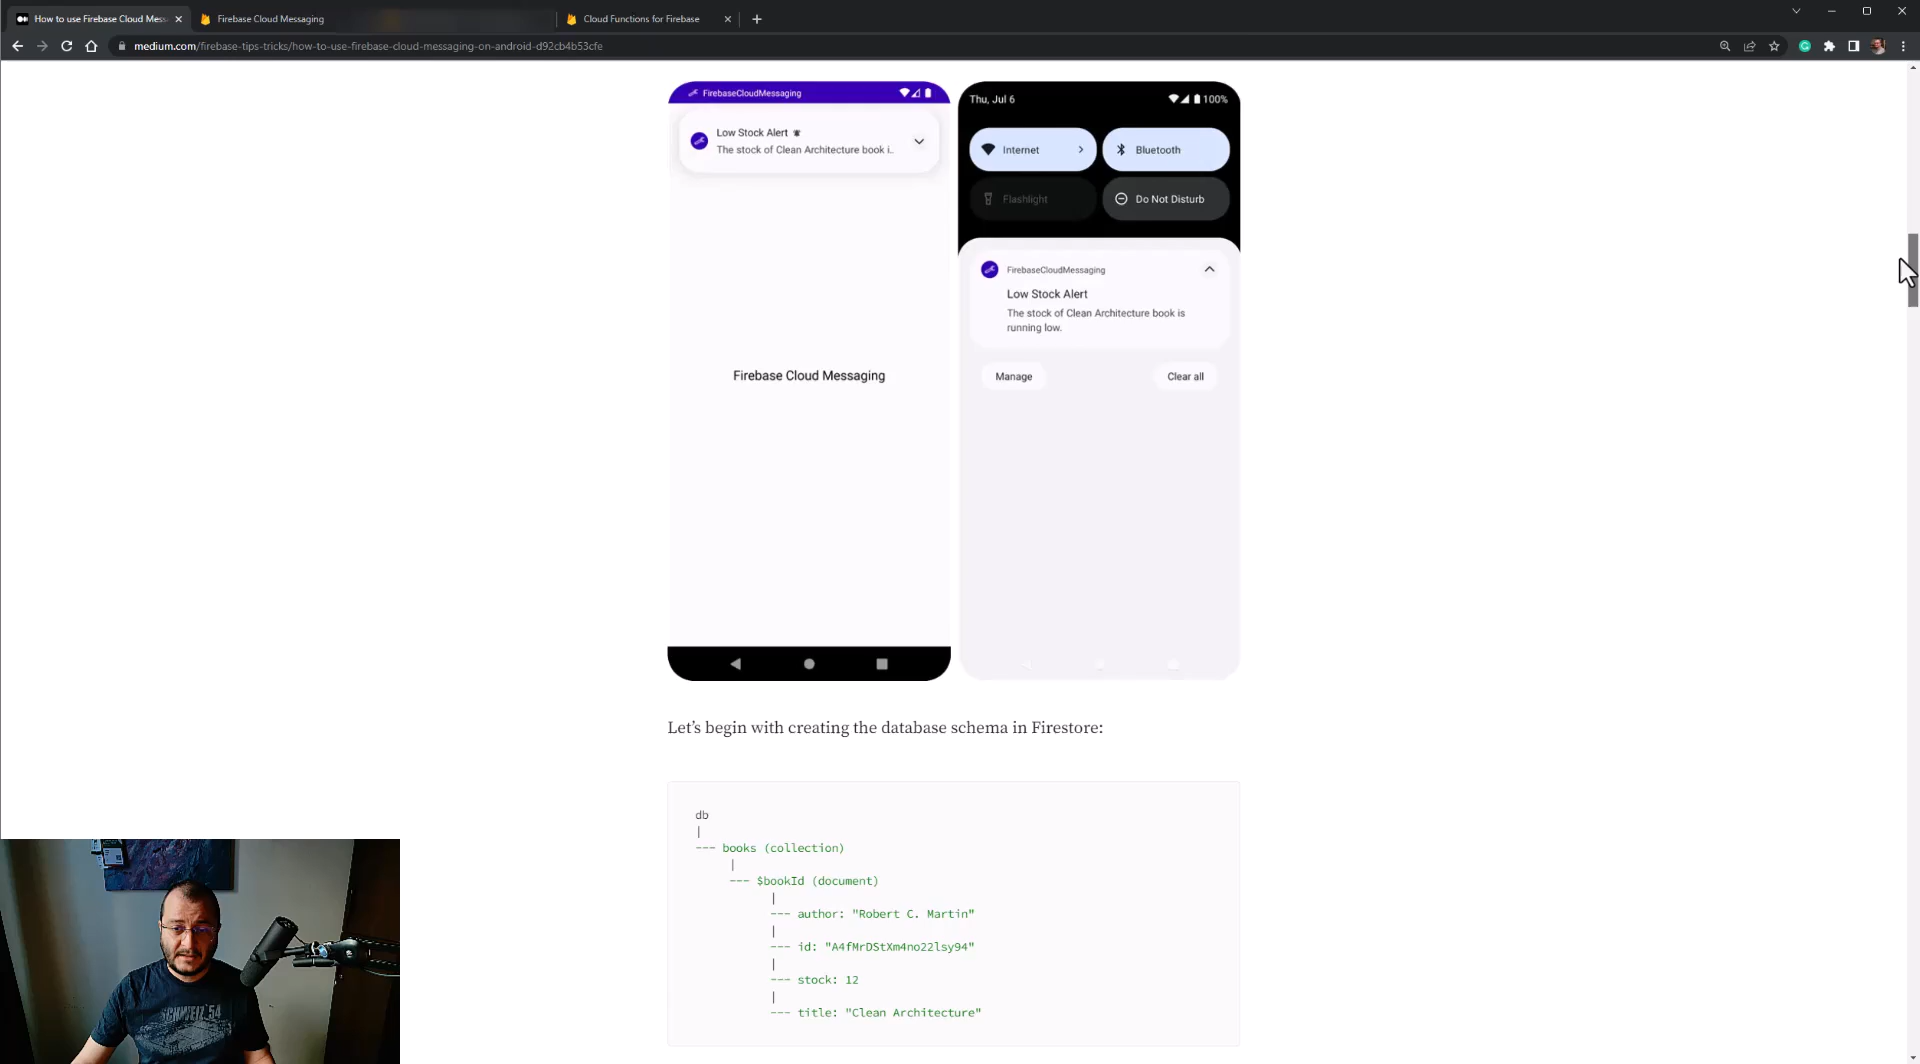 How to use Firebase Cloud Mes
Firebase Cloud Messaging
Cloud Functions for Firebase
medium.com/firebase-tips-tricks/how-to-use-firebase-cloud-messaging-on-android-d92cb4b53cfe
FirebaseCloudMessaging
Low Stock Alert
The stock of Clean Architecture book i..
Firebase Cloud Messaging
Thu, Jul 6
100%
Internet
Bluetooth
Flashlight
Do Not Disturb
FirebaseCloudMessaging
Low Stock Alert
The stock of Clean Architecture book is
running low.
Manage
Clear all
Let’s begin with creating the database schema in Firestore:
db
|
--- books (collection)
|
--- $bookId (document)
|
--- author: "Robert C. Martin"
|
--- id: "A4fMrDStXm4no22lsy94"
|
--- stock: 12
|
--- title: "Clean Architecture"
SCHWEIZ '54